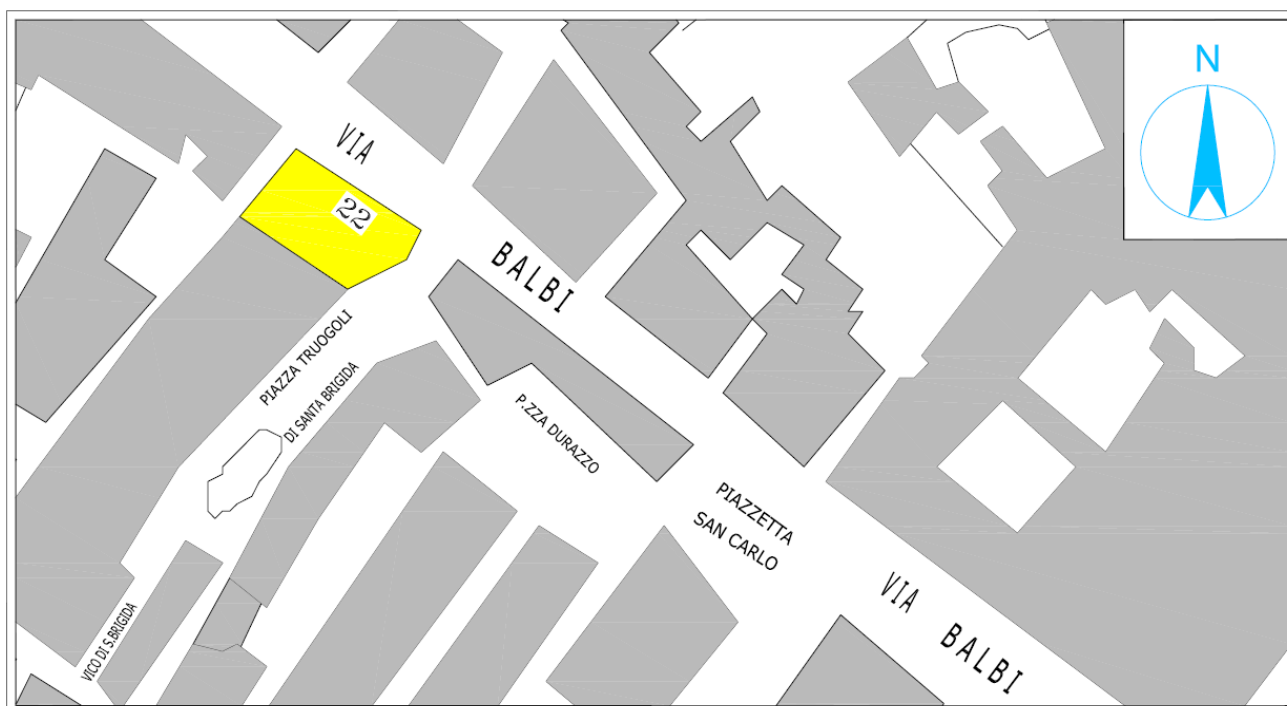 N
VIA
22
BALBI
PIAZZA TRUOGOLI
DI SANTA BRIGIDA
P.ZZA DURAZZO
PIAZZETTA
SAN CARLO
VIA
BALBI
VICO DI S.BRIGIDA